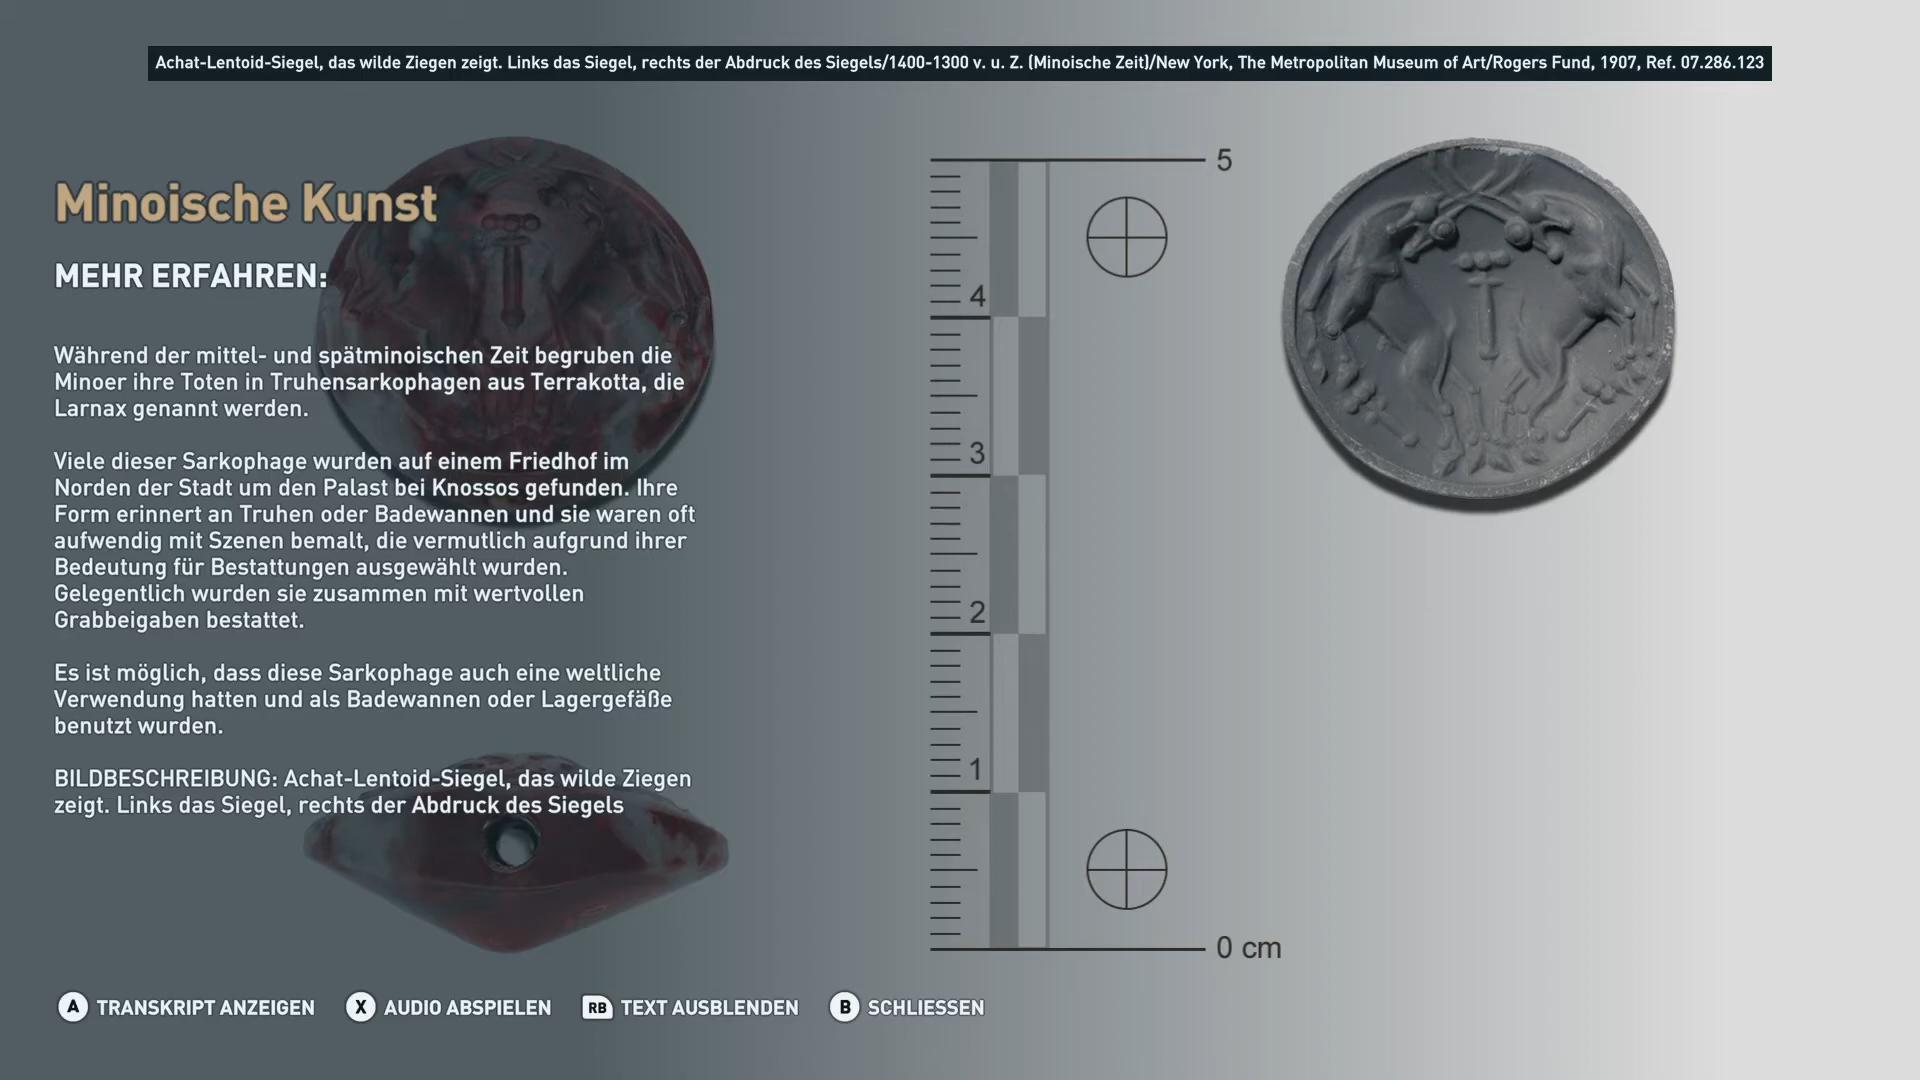 Achat-Lentoid-Siegel, das wilde Ziegen zeigt. Links das Siegel, rechts der Abdruck des Siegels/1400-1300 v. u. Z. (Minoische Zeit)/New York, The Metropolitan Museum of Art/Rogers Fund, 1907, Ref. 07.286.123
Minoische Kunst
MEHR ERFAHREN:
Während der mittel- und spätminoischen Zeit begruben die
Minoer ihre Toten in Truhensarkophagen aus Terrakotta, die
Larnax genannt werden.
Viele dieser Sarkophage wurden auf einem Friedhof im
Norden der Stadt um den Palast bei Knossos gefunden. Ihre
Form erinnert an Truhen oder Badewannen und sie waren oft
aufwendig mit Szenen bemalt, die vermutlich aufgrund ihrer
Bedeutung für Bestattungen ausgewählt wurden.
Gelegentlich wurden sie zusammen mit wertvollen
Grabbeigaben bestattet.
Es ist möglich, dass diese Sarkophage auch eine weltliche
Verwendung hatten und als Badewannen oder Lagergefäße
benutzt wurden.
BILDBESCHREIBUNG: Achat-Lentoid-Siegel, das wilde Ziegen
zeigt. Links das Siegel, rechts der Abdruck des Siegels
5
4
3
2
1
0 cm
A TRANSKRIPT ANZEIGEN X AUDIO ABSPIELEN RB TEXT AUSBLENDEN B SCHLIESSEN